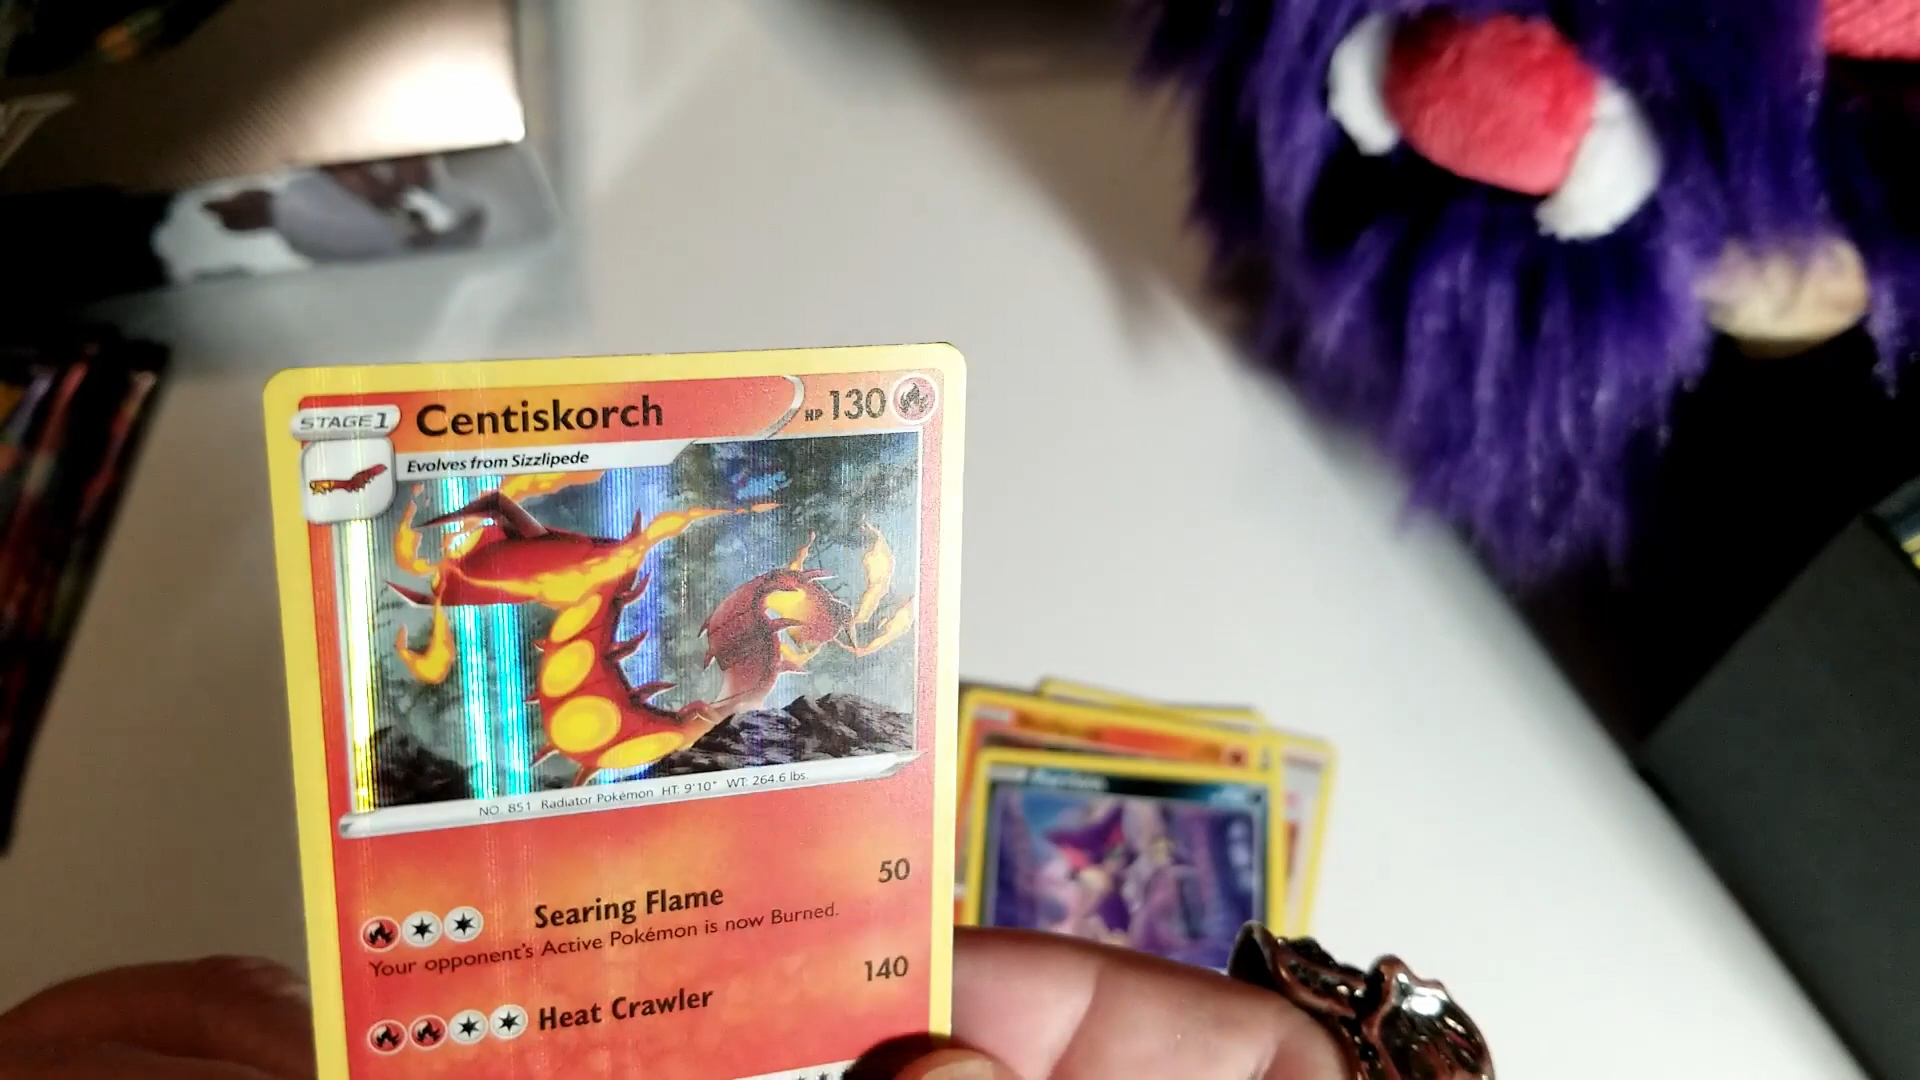 STAGE 1 Centiskorch HP 130
Evolves from Sizzlipede
NO. 851 Radiator Pokémon HT: 9'10" WT: 264.6 lbs.
Searing Flame 50
Your opponent's Active Pokémon is now Burned.
Heat Crawler 140